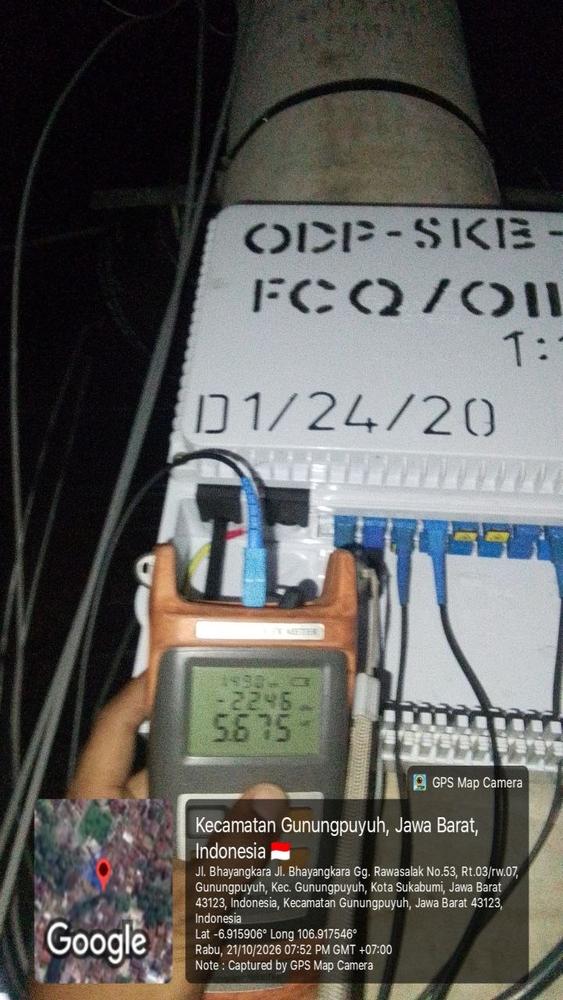 ODP-SKB-
FCQ/011
1:
D1/24/20
METER
1490
-22.46
5.675
GPS Map Camera
Kecamatan Gunungpuyuh, Jawa Barat,
Indonesia 🇮🇩
Jl. Bhayangkara Jl. Bhayangkara Gg. Rawasalak No.53, Rt.03/rw.07,
Gunungpuyuh, Kec. Gunungpuyuh, Kota Sukabumi, Jawa Barat
43123, Indonesia, Kecamatan Gunungpuyuh, Jawa Barat 43123,
Indonesia
Lat -6.915906° Long 106.917546°
Rabu, 21/10/2026 07:52 PM GMT +07:00
Note : Captured by GPS Map Camera
Google